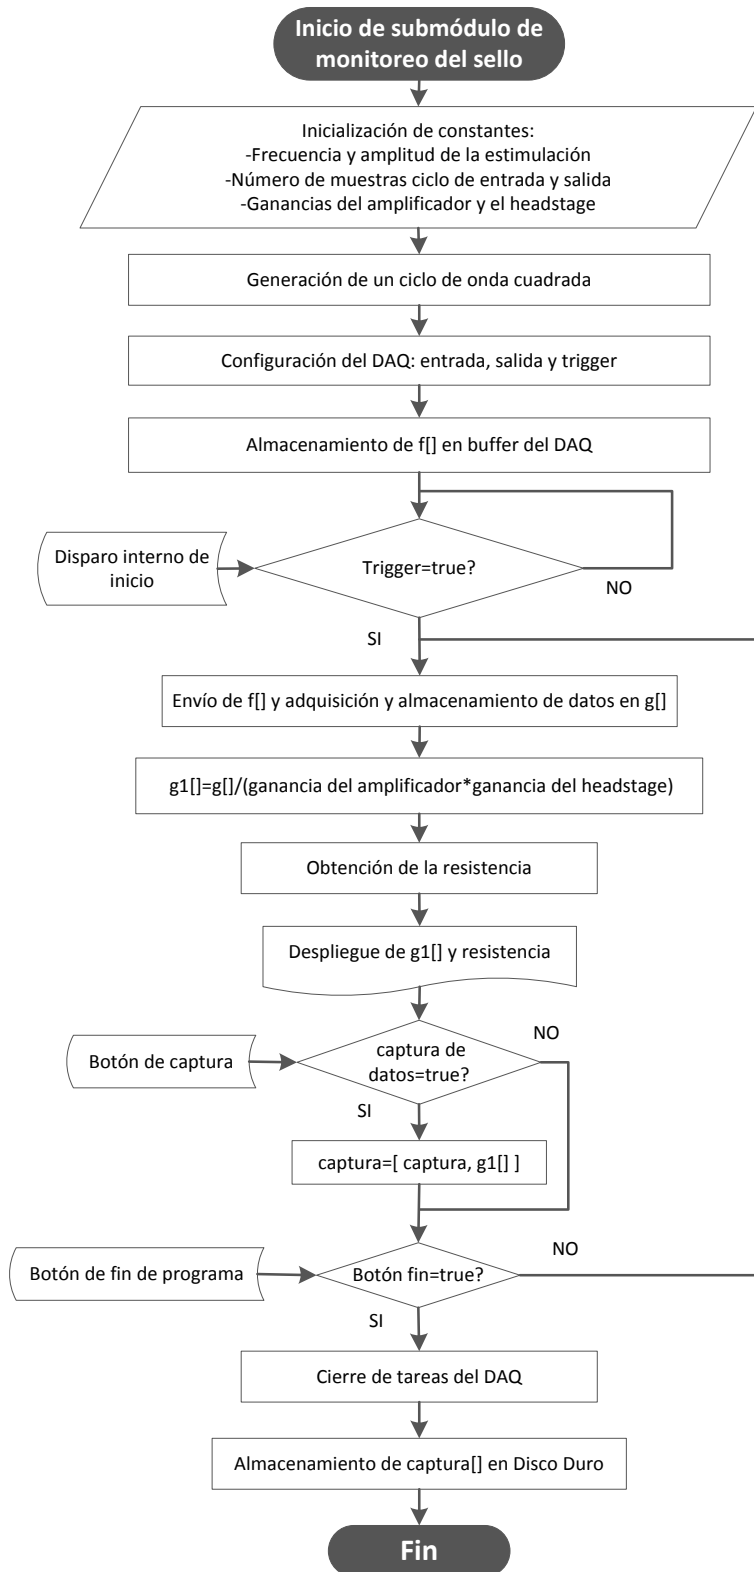 Inicio de submódulo de
monitoreo del sello
Inicialización de constantes:
-Frecuencia y amplitud de la estimulación
-Número de muestras ciclo de entrada y salida
-Ganancias del amplificador y el headstage
Generación de un ciclo de onda cuadrada
Configuración del DAQ: entrada, salida y trigger
Almacenamiento de f[] en buffer del DAQ
Disparo interno de
inicio
Trigger=true?
NO
SI
Envío de f[] y adquisición y almacenamiento de datos en g[]
g1[]=g[]/(ganancia del amplificador*ganancia del headstage)
Obtención de la resistencia
Despliegue de g1[] y resistencia
NO
Botón de captura
captura de
datos=true?
SI
captura=[ captura, g1[] ]
NO
Botón de fin de programa
Botón fin=true?
SI
Cierre de tareas del DAQ
Almacenamiento de captura[] en Disco Duro
Fin